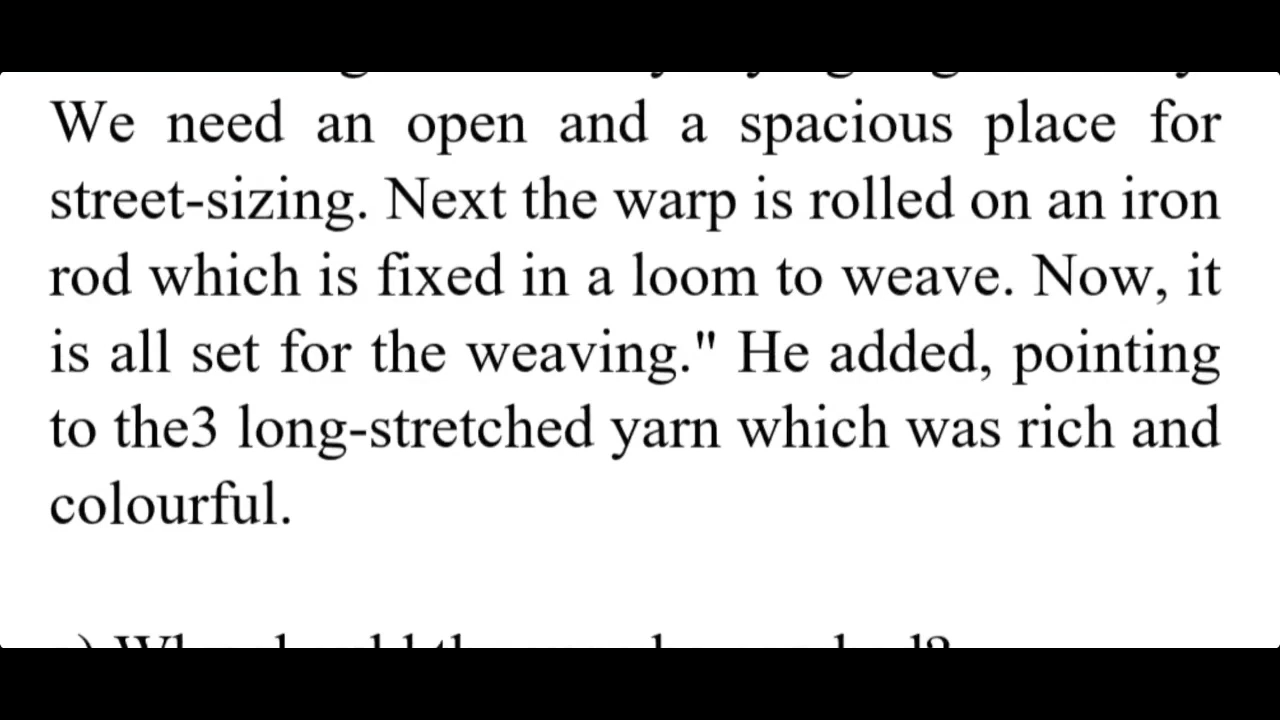 We need an open and a spacious place for
street-sizing. Next the warp is rolled on an iron
rod which is fixed in a loom to weave. Now, it
is all set for the weaving." He added, pointing
to the3 long-stretched yarn which was rich and
colourful.